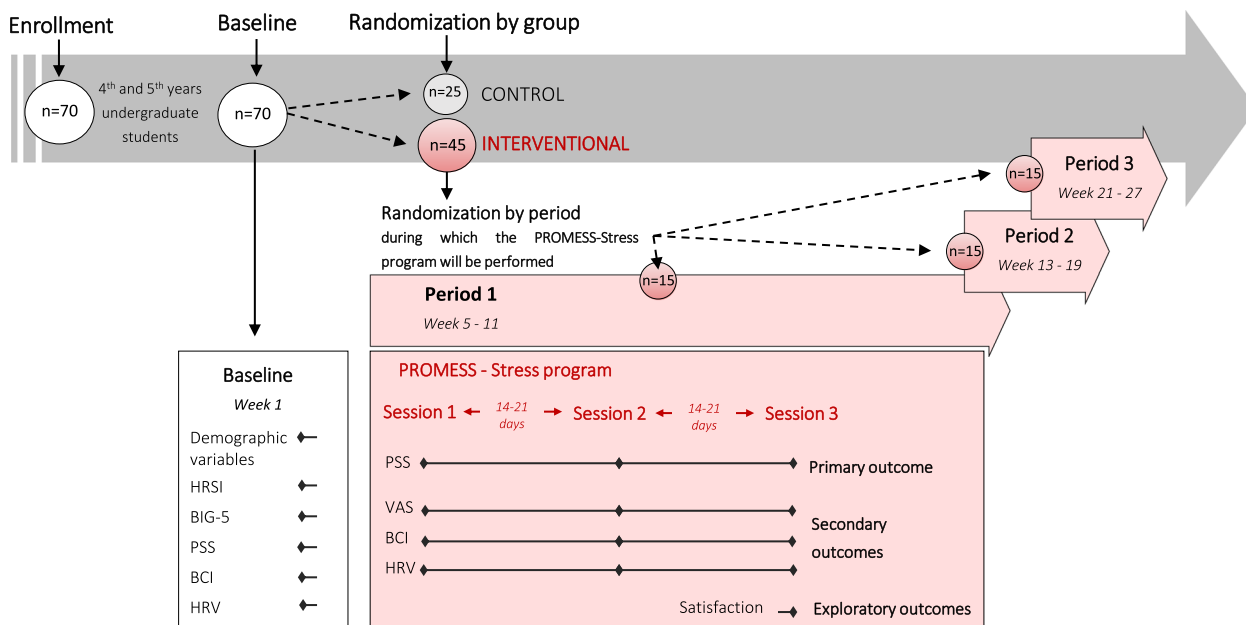 Enrollment
Baseline
Randomization by group
n=70
4th and 5th years
undergraduate
students
n=70
n=25
CONTROL
n=45
INTERVENTIONAL
Randomization by period
during which the PROMESS-Stress
program will be performed
n=15
Period 3
Week 21 - 27
n=15
Period 2
Week 13 - 19
n=15
Period 1
Week 5 - 11
Baseline
Week 1
Demographic
variables
HRSI
BIG-5
PSS
BCI
HRV
PROMESS - Stress program
Session 1
14-21
days
Session 2
14-21
days
Session 3
PSS
Primary outcome
VAS
BCI
HRV
Secondary
outcomes
Satisfaction
Exploratory outcomes